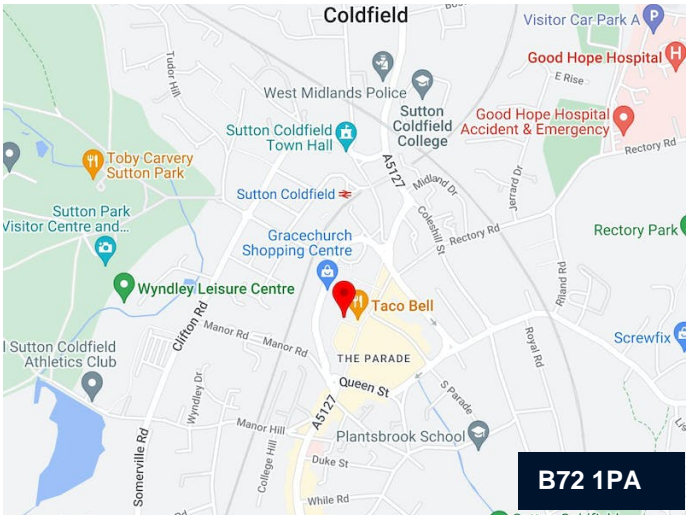 Coldfield
Visitor Car Park A
P
Good Hope Hospital
H
E Rise
Tudor Hill
West Midlands Police
Sutton
Coldfield
College
Good Hope Hospital
Accident & Emergency
Sutton Coldfield
Town Hall
Rectory Rd
Toby Carvery
Sutton Park
A5127
Midland Dr
Jerrard Dr
Sutton Coldfield
Sutton Park
Visitor Centre and...
Coleshill St
Gracechurch
Shopping Centre
Rectory Rd
Rectory Park
Wyndley Leisure Centre
Riland Rd
Clifton Rd
Taco Bell
Manor Rd
Manor Rd
Royal Rd
Screwfix
l Sutton Coldfield
Athletics Club
THE PARADE
Wyndley Dr
Queen St
S Parade
A5127
Manor Hill
Plantsbrook School
Somerville Rd
College Hill
Duke St
B72 1PA
While Rd